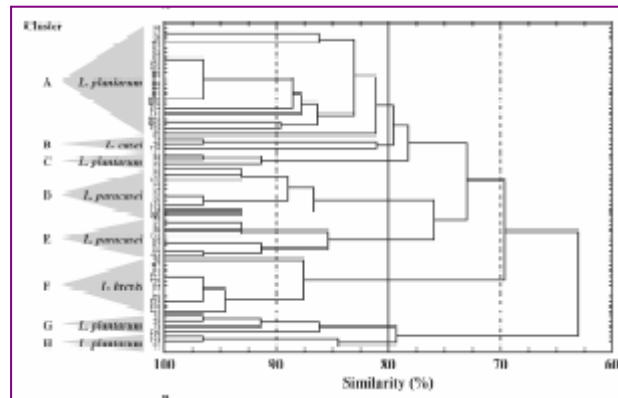 Cluster
A L. plantarum
B L. casei
C L. plantarum
D L. paracasei
E L. paracasei
F L. brevis
G L. plantarum
H L. plantarum
100 90 80 70 60
Similarity (%)